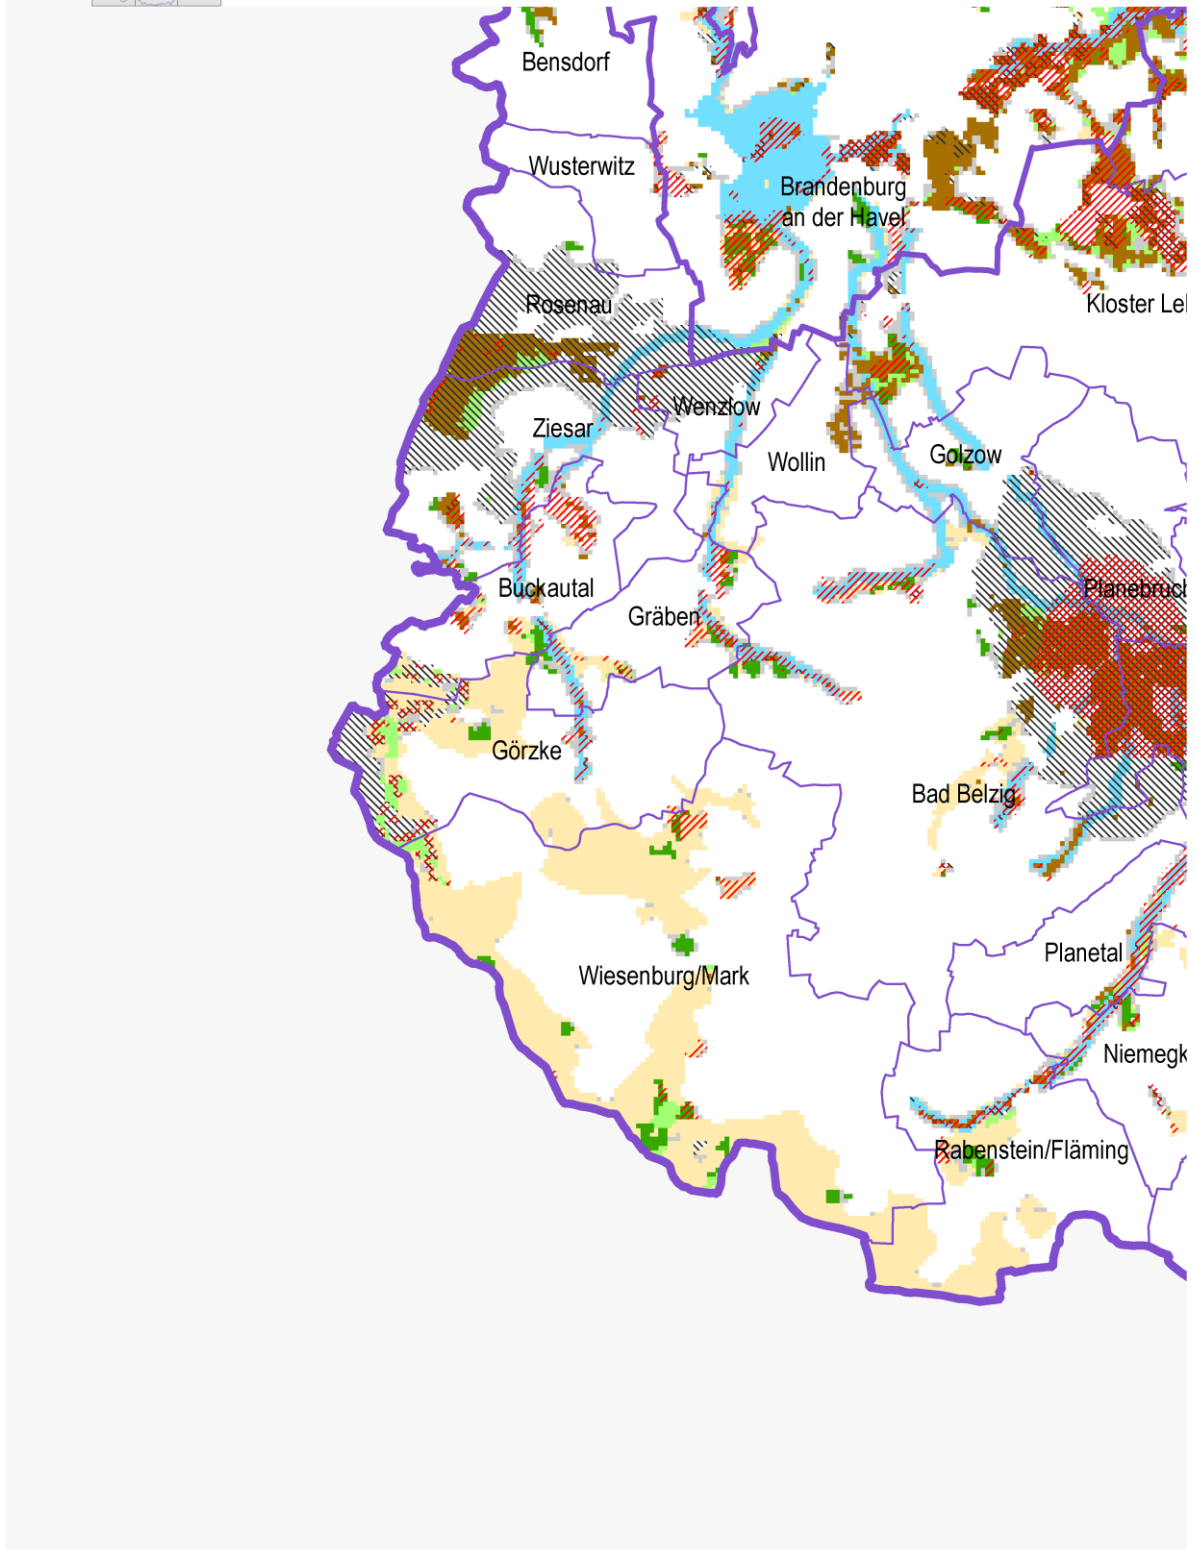 Bensdorf
Wusterwitz
Brandenburg
an der Havel
Rosenau
Kloster Le
Wenzlow
Ziesar
Golzow
Wollin
Planebruch
Buckautal
Gräben
Görzke
Bad Belzig
Planetal
Wiesenburg/Mark
Niemegk
Rabenstein/Fläming